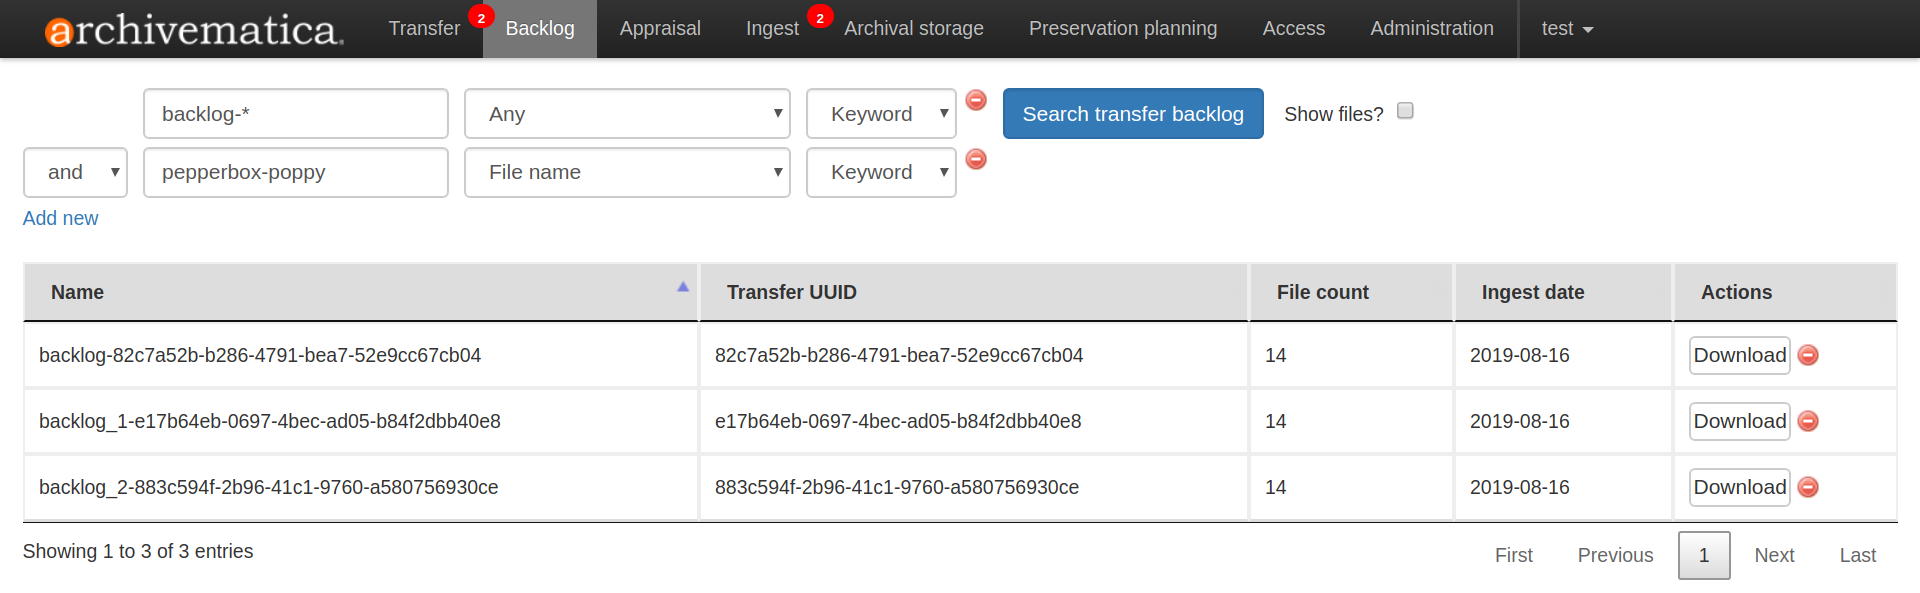 archivematica. Transfer 2 Backlog Appraisal Ingest 2 Archival storage Preservation planning Access Administration test
backlog-* Any Keyword Search transfer backlog Show files?
and pepperbox-poppy File name Keyword
Add new
Name Transfer UUID File count Ingest date Actions
backlog-82c7a52b-b286-4791-bea7-52e9cc67cb04 82c7a52b-b286-4791-bea7-52e9cc67cb04 14 2019-08-16 Download
backlog_1-e17b64eb-0697-4bec-ad05-b84f2dbb40e8 e17b64eb-0697-4bec-ad05-b84f2dbb40e8 14 2019-08-16 Download
backlog_2-883c594f-2b96-41c1-9760-a580756930ce 883c594f-2b96-41c1-9760-a580756930ce 14 2019-08-16 Download
Showing 1 to 3 of 3 entries
First Previous 1 Next Last